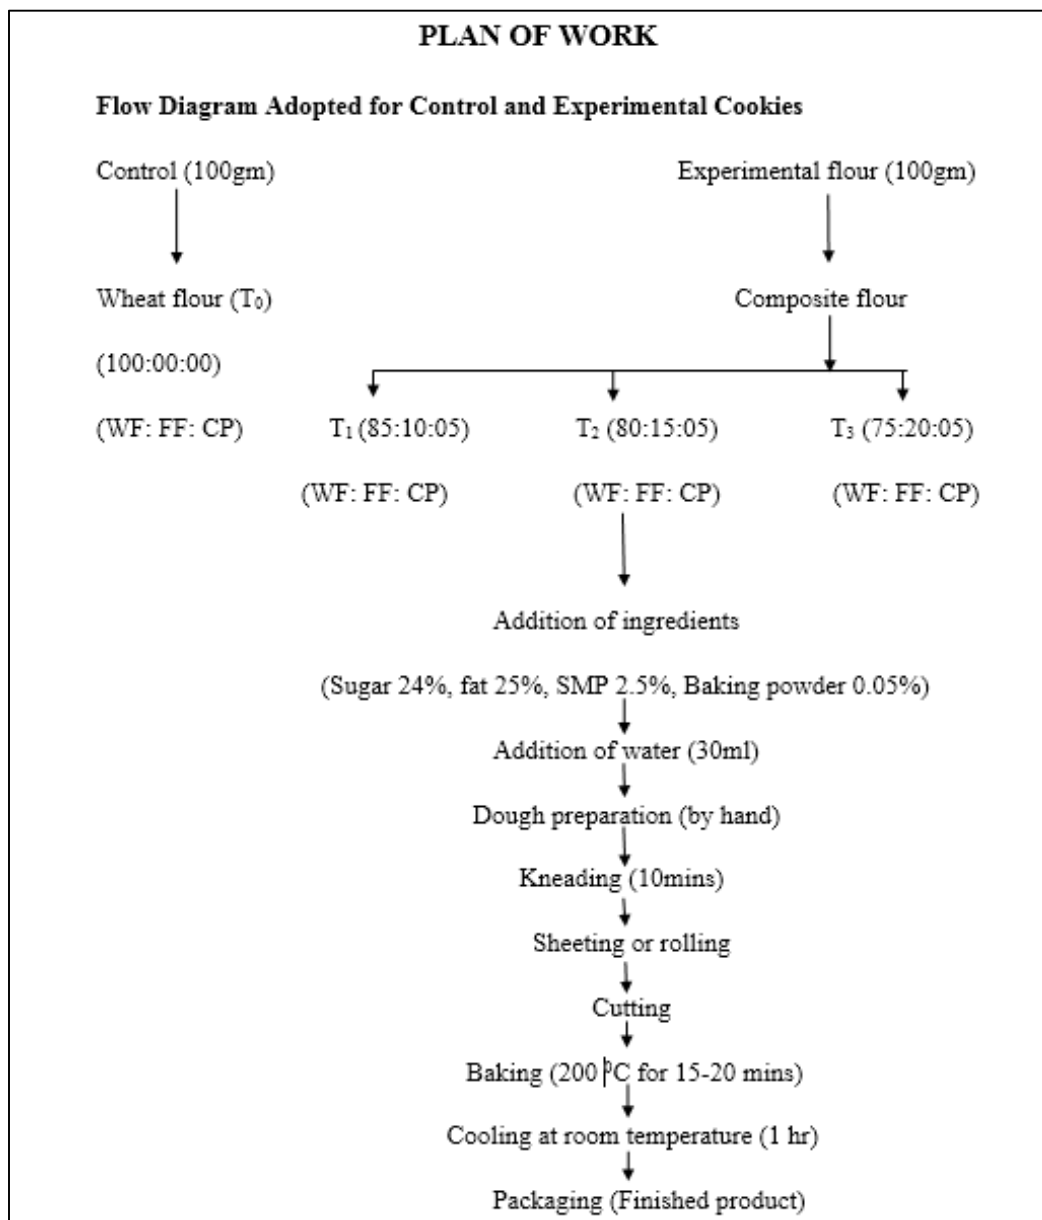 PLAN OF WORK
Flow Diagram Adopted for Control and Experimental Cookies
Control (100gm) Experimental flour (100gm)
Wheat flour (T₀) Composite flour
(100:00:00)
(WF: FF: CP) T₁ (85:10:05) T₂ (80:15:05) T₃ (75:20:05)
(WF: FF: CP) (WF: FF: CP) (WF: FF: CP)
Addition of ingredients
(Sugar 24%, fat 25%, SMP 2.5%, Baking powder 0.05%)
Addition of water (30ml)
Dough preparation (by hand)
Kneading (10mins)
Sheeting or rolling
Cutting
Baking (200 ⁰C for 15-20 mins)
Cooling at room temperature (1 hr)
Packaging (Finished product)